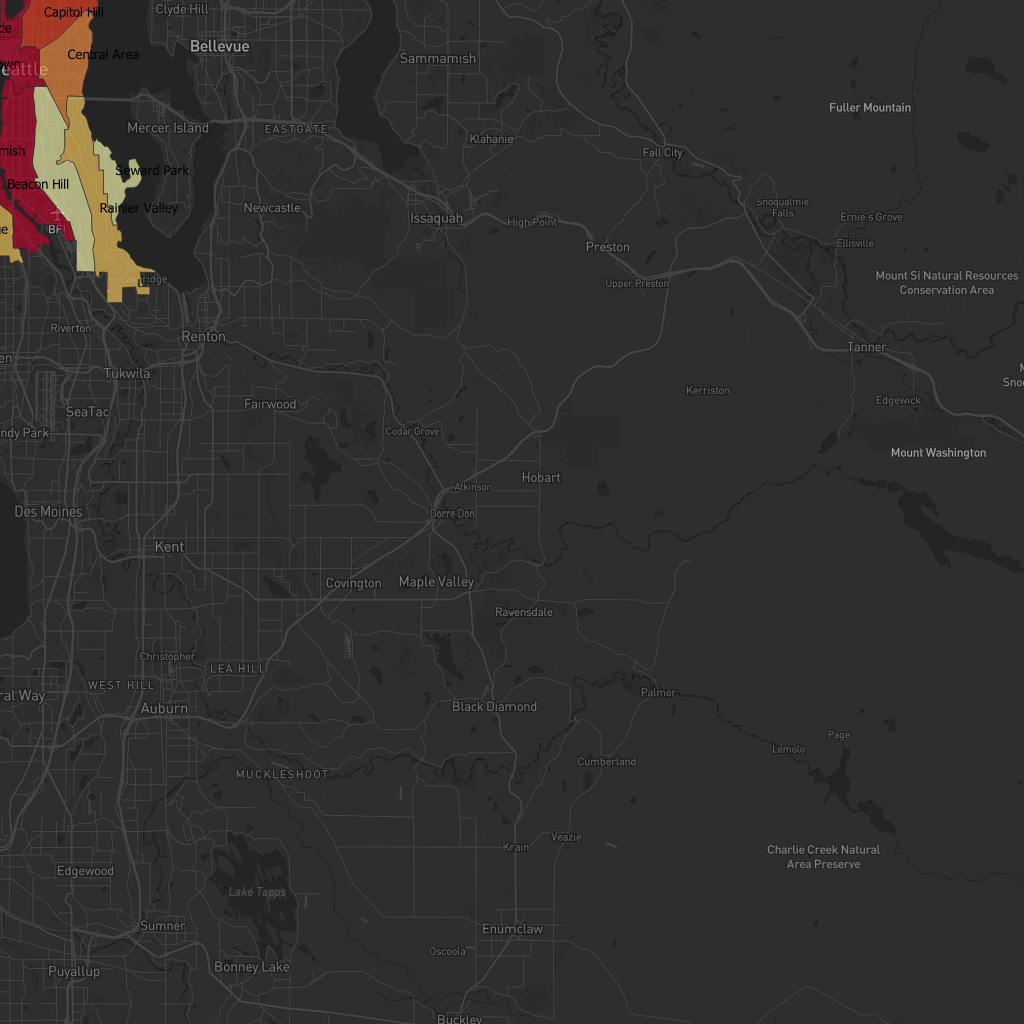 Capitol Hill
Clyde Hill
de
Bellevue
Central Area
Sammamish
own
eattle
Fuller Mountain
Mercer Island
EASTGATE
Klahanie
mish
Fall City
Seward Park
Beacon Hill
Rainier Valley
Newcastle
Issaquah
High Point
Snoqualmie
Falls
Ernie's Grove
ge
BFI
Preston
Ellisville
Lakeridge
Upper Preston
Mount Si Natural Resources
Conservation Area
Riverton
Renton
en
Tanner
Tukwila
M
Snoq
Kerriston
SeaTac
Fairwood
Edgewick
ndy Park
Cedar Grove
Mount Washington
Hobart
Atkinson
Des Moines
Dorre Don
Kent
Covington
Maple Valley
Ravensdale
Christopher
LEA HILL
WEST HILL
ral Way
Palmer
Auburn
Black Diamond
Page
Lemolo
MUCKLESHOOT
Cumberland
Veazie
Krain
Charlie Creek Natural
Area Preserve
Edgewood
Lake Tapps
Sumner
Enumclaw
Osceola
Puyallup
Bonney Lake
Buckley